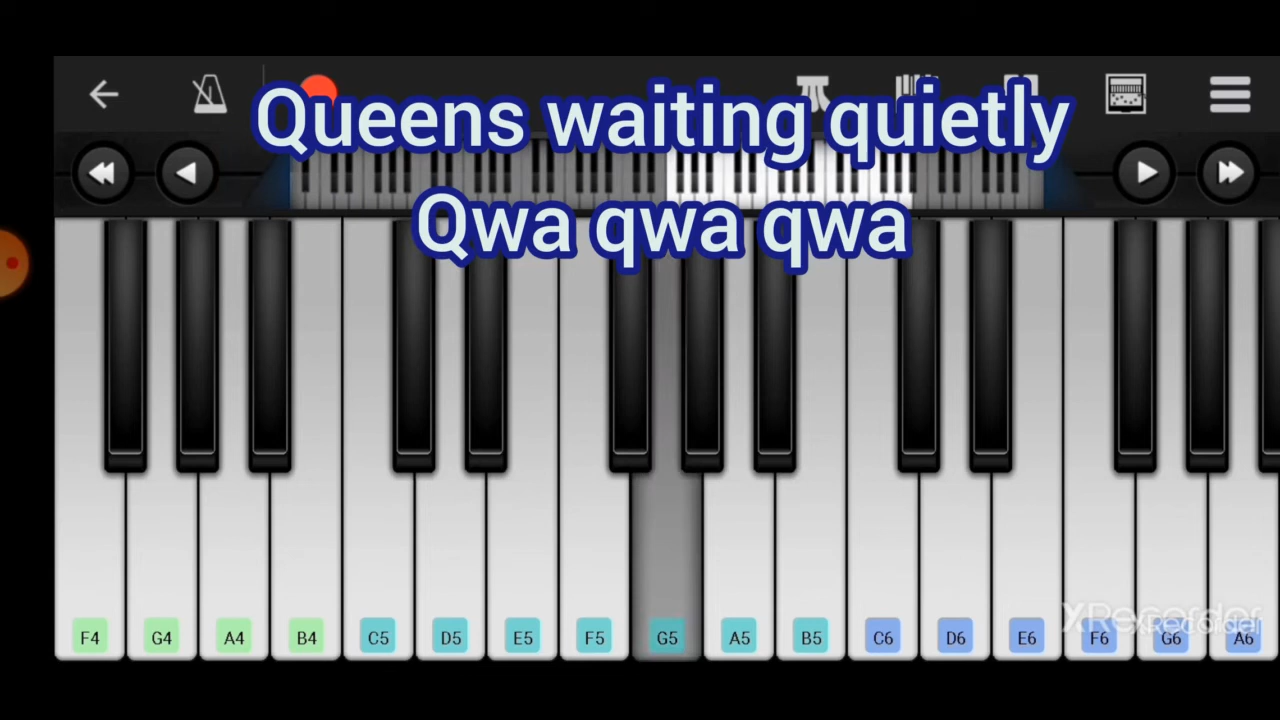 Queens waiting quietly
Qwa qwa qwa
F4 G4 A4 B4 C5 D5 E5 F5 G5 A5 B5 C6 D6 E6 F6 G6 A6
XRecorder
XRecorder